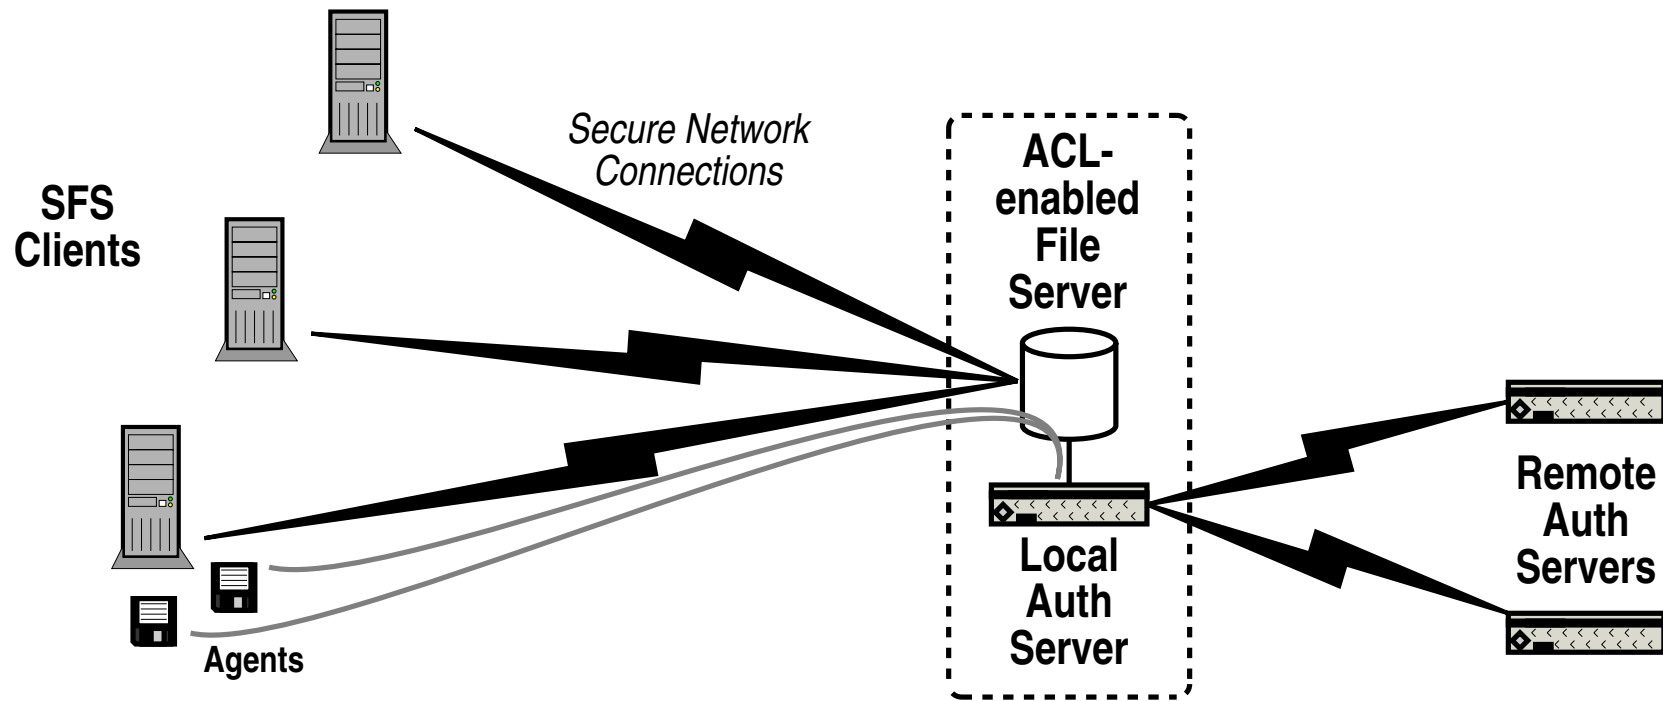 SFS
Clients
Secure Network
Connections
ACL-
enabled
File
Server
Local
Auth
Server
Remote
Auth
Servers
Agents